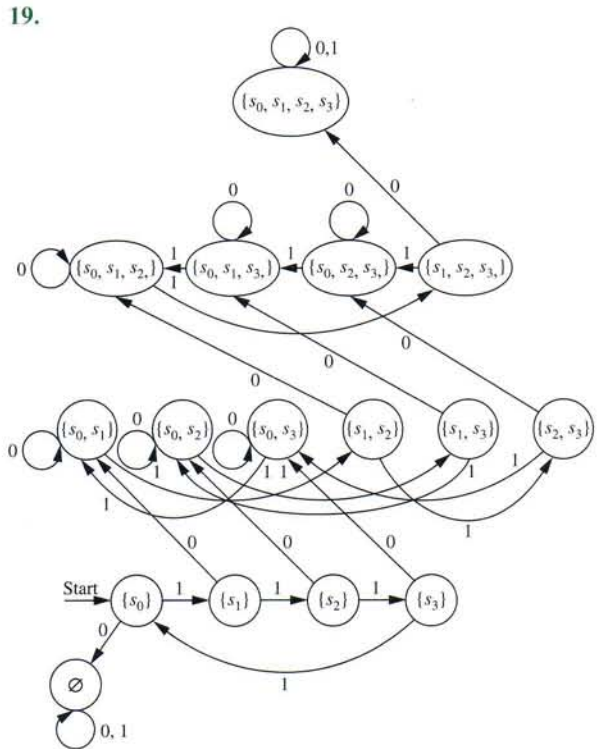 19.
0,1
{s₀, s₁, s₂, s₃}
0
0 0
0 {s₀, s₁, s₂,} 1 {s₀, s₁, s₃,} 1 {s₀, s₂, s₃,} 1 {s₁, s₂, s₃,}
1
0
0
0
0 {s₀, s₁} 0 {s₀, s₂} 0 {s₀, s₃} {s₁, s₂} {s₁, s₃} {s₂, s₃}
1 1 1 1 1
1 1
0 0 0
Start {s₀} 1 {s₁} 1 {s₂} 1 {s₃}
0
1
∅
0, 1